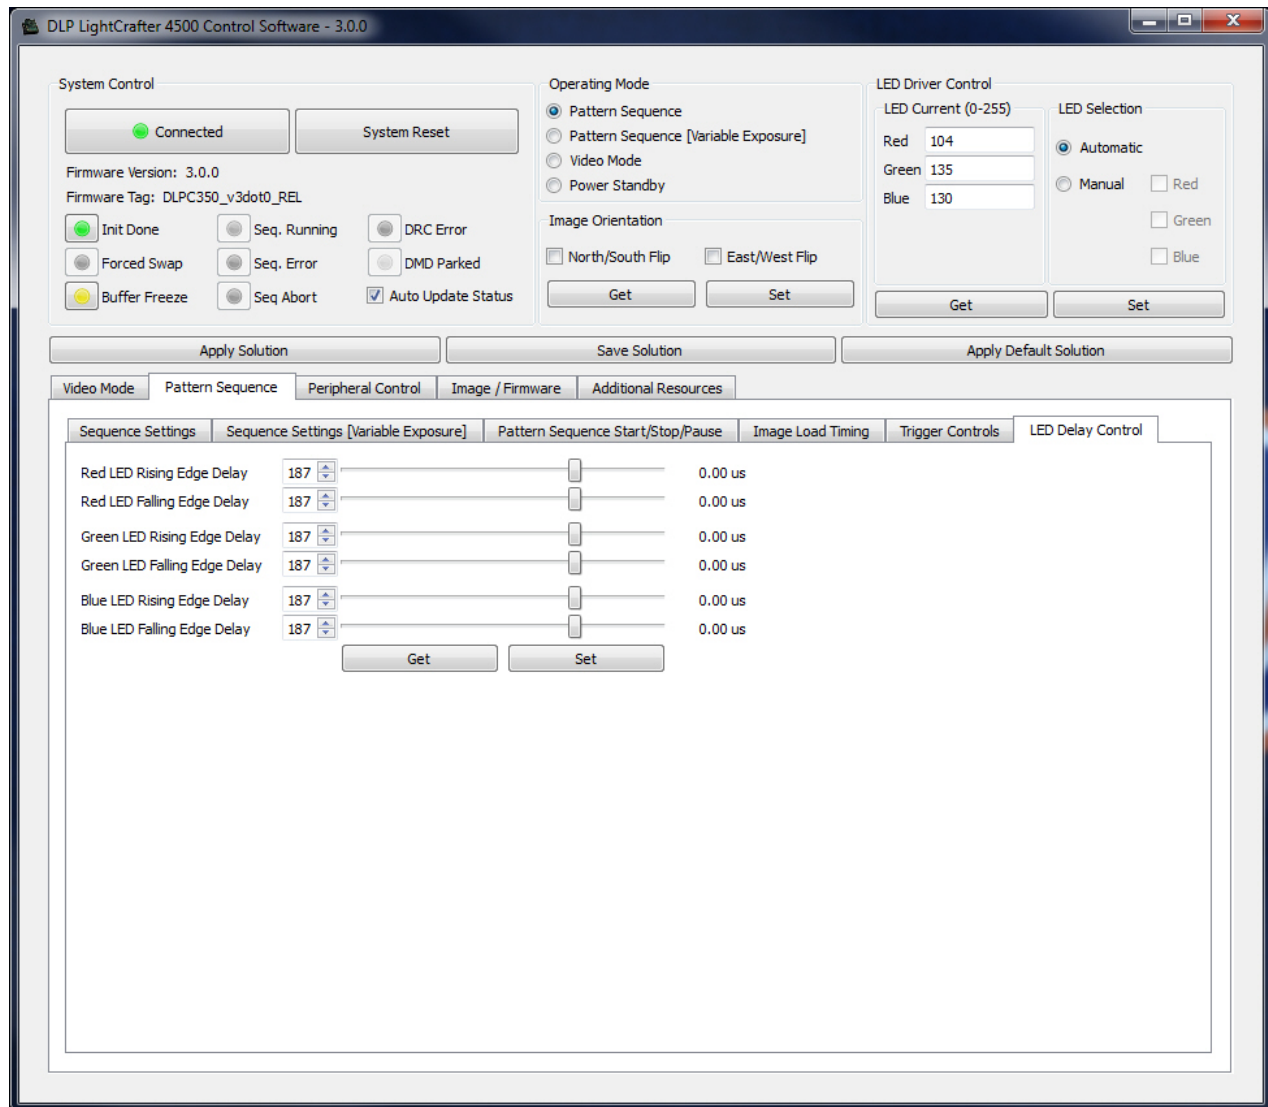 DLP LightCrafter 4500 Control Software - 3.0.0
System Control
Connected
System Reset
Firmware Version: 3.0.0
Firmware Tag: DLPC350_v3dot0_REL
Init Done
Seq. Running
DRC Error
Forced Swap
Seq. Error
DMD Parked
Buffer Freeze
Seq Abort
Auto Update Status
Operating Mode
Pattern Sequence
Pattern Sequence [Variable Exposure]
Video Mode
Power Standby
Image Orientation
North/South Flip
East/West Flip
Get
Set
LED Driver Control
LED Current (0-255)
Red 104
Green 135
Blue 130
LED Selection
Automatic
Manual
Red
Green
Blue
Get
Set
Apply Solution
Save Solution
Apply Default Solution
Video Mode
Pattern Sequence
Peripheral Control
Image / Firmware
Additional Resources
Sequence Settings
Sequence Settings [Variable Exposure]
Pattern Sequence Start/Stop/Pause
Image Load Timing
Trigger Controls
LED Delay Control
Red LED Rising Edge Delay 187 0.00 us
Red LED Falling Edge Delay 187 0.00 us
Green LED Rising Edge Delay 187 0.00 us
Green LED Falling Edge Delay 187 0.00 us
Blue LED Rising Edge Delay 187 0.00 us
Blue LED Falling Edge Delay 187 0.00 us
Get
Set